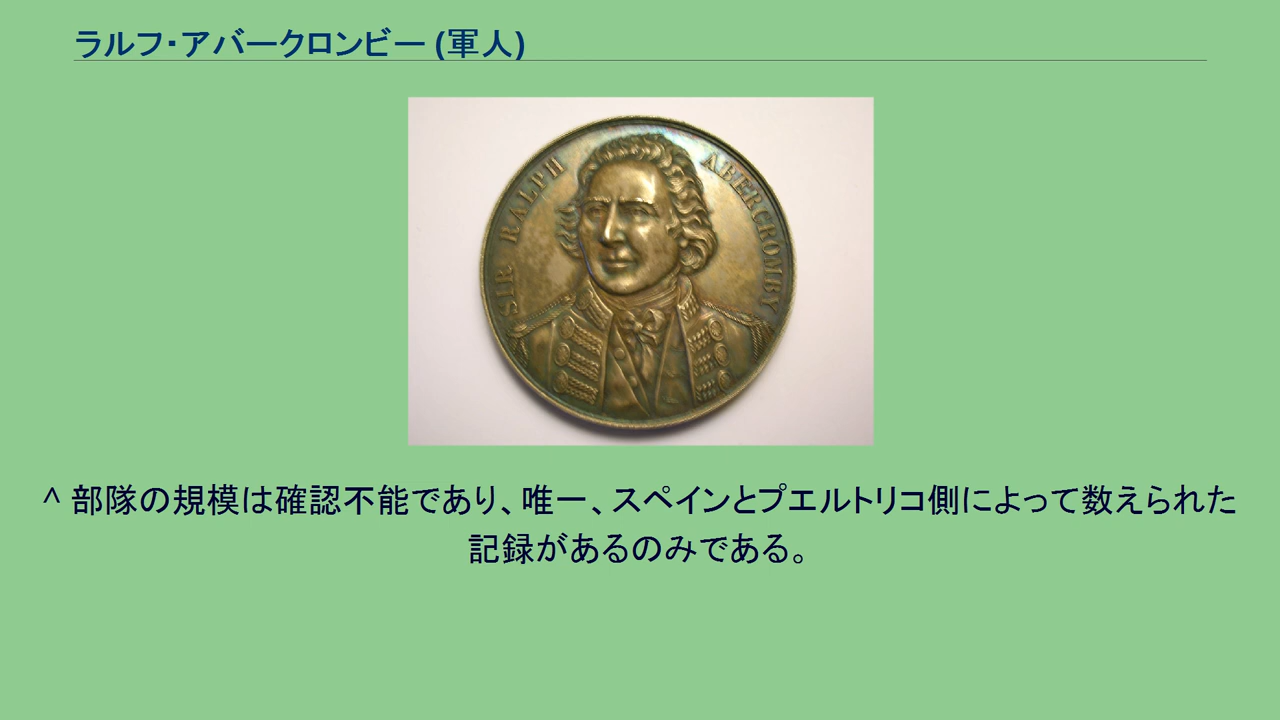 ラルフ・アバークロンビー (軍人)
SIR RALPH ABERCROMBY
^ 部隊の規模は確認不能であり、唯一、スペインとプエルトリコ側によって数えられた
記録があるのみである。